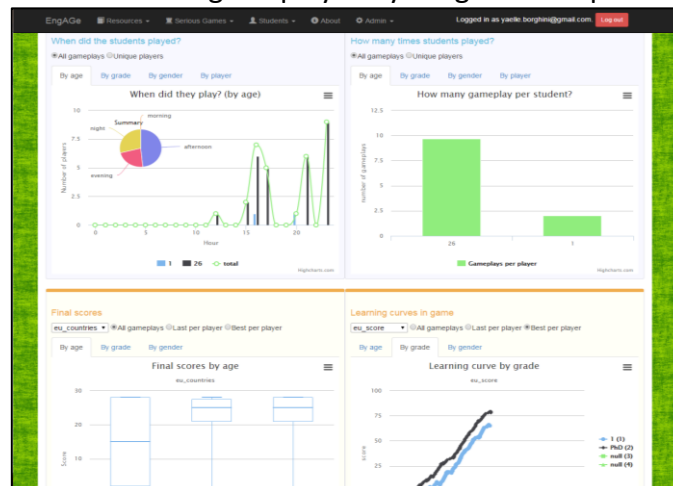 EngAGe Resources Serious Games Students About Admin Logged in as yaelle.borghini@gmail.com Log out
When did the students played?
All gameplays Unique players
By age By grade By gender By player
When did they play? (by age)
10
7.5
5
2.5
0
Number of players
Summary
morning
afternoon
evening
night
0 5 10 15 20
Hour
1 26 total
Highcharts.com
How many times students played?
All gameplays Unique players
By age By grade By gender By player
How many gameplay per student?
12.5
10
7.5
5
2.5
0
number of gameplays
26 1
Gameplays per player
Highcharts.com
Final scores
eu_countries All gameplays Last per player Best per player
By age By grade By gender
Final scores by age
eu_countries
30
20
10
Score
Learning curves in game
eu_score All gameplays Last per player Best per player
By age By grade By gender
Learning curve by grade
eu_score
100
75
50
25
score
1 (1)
PhD (2)
null (3)
null (4)